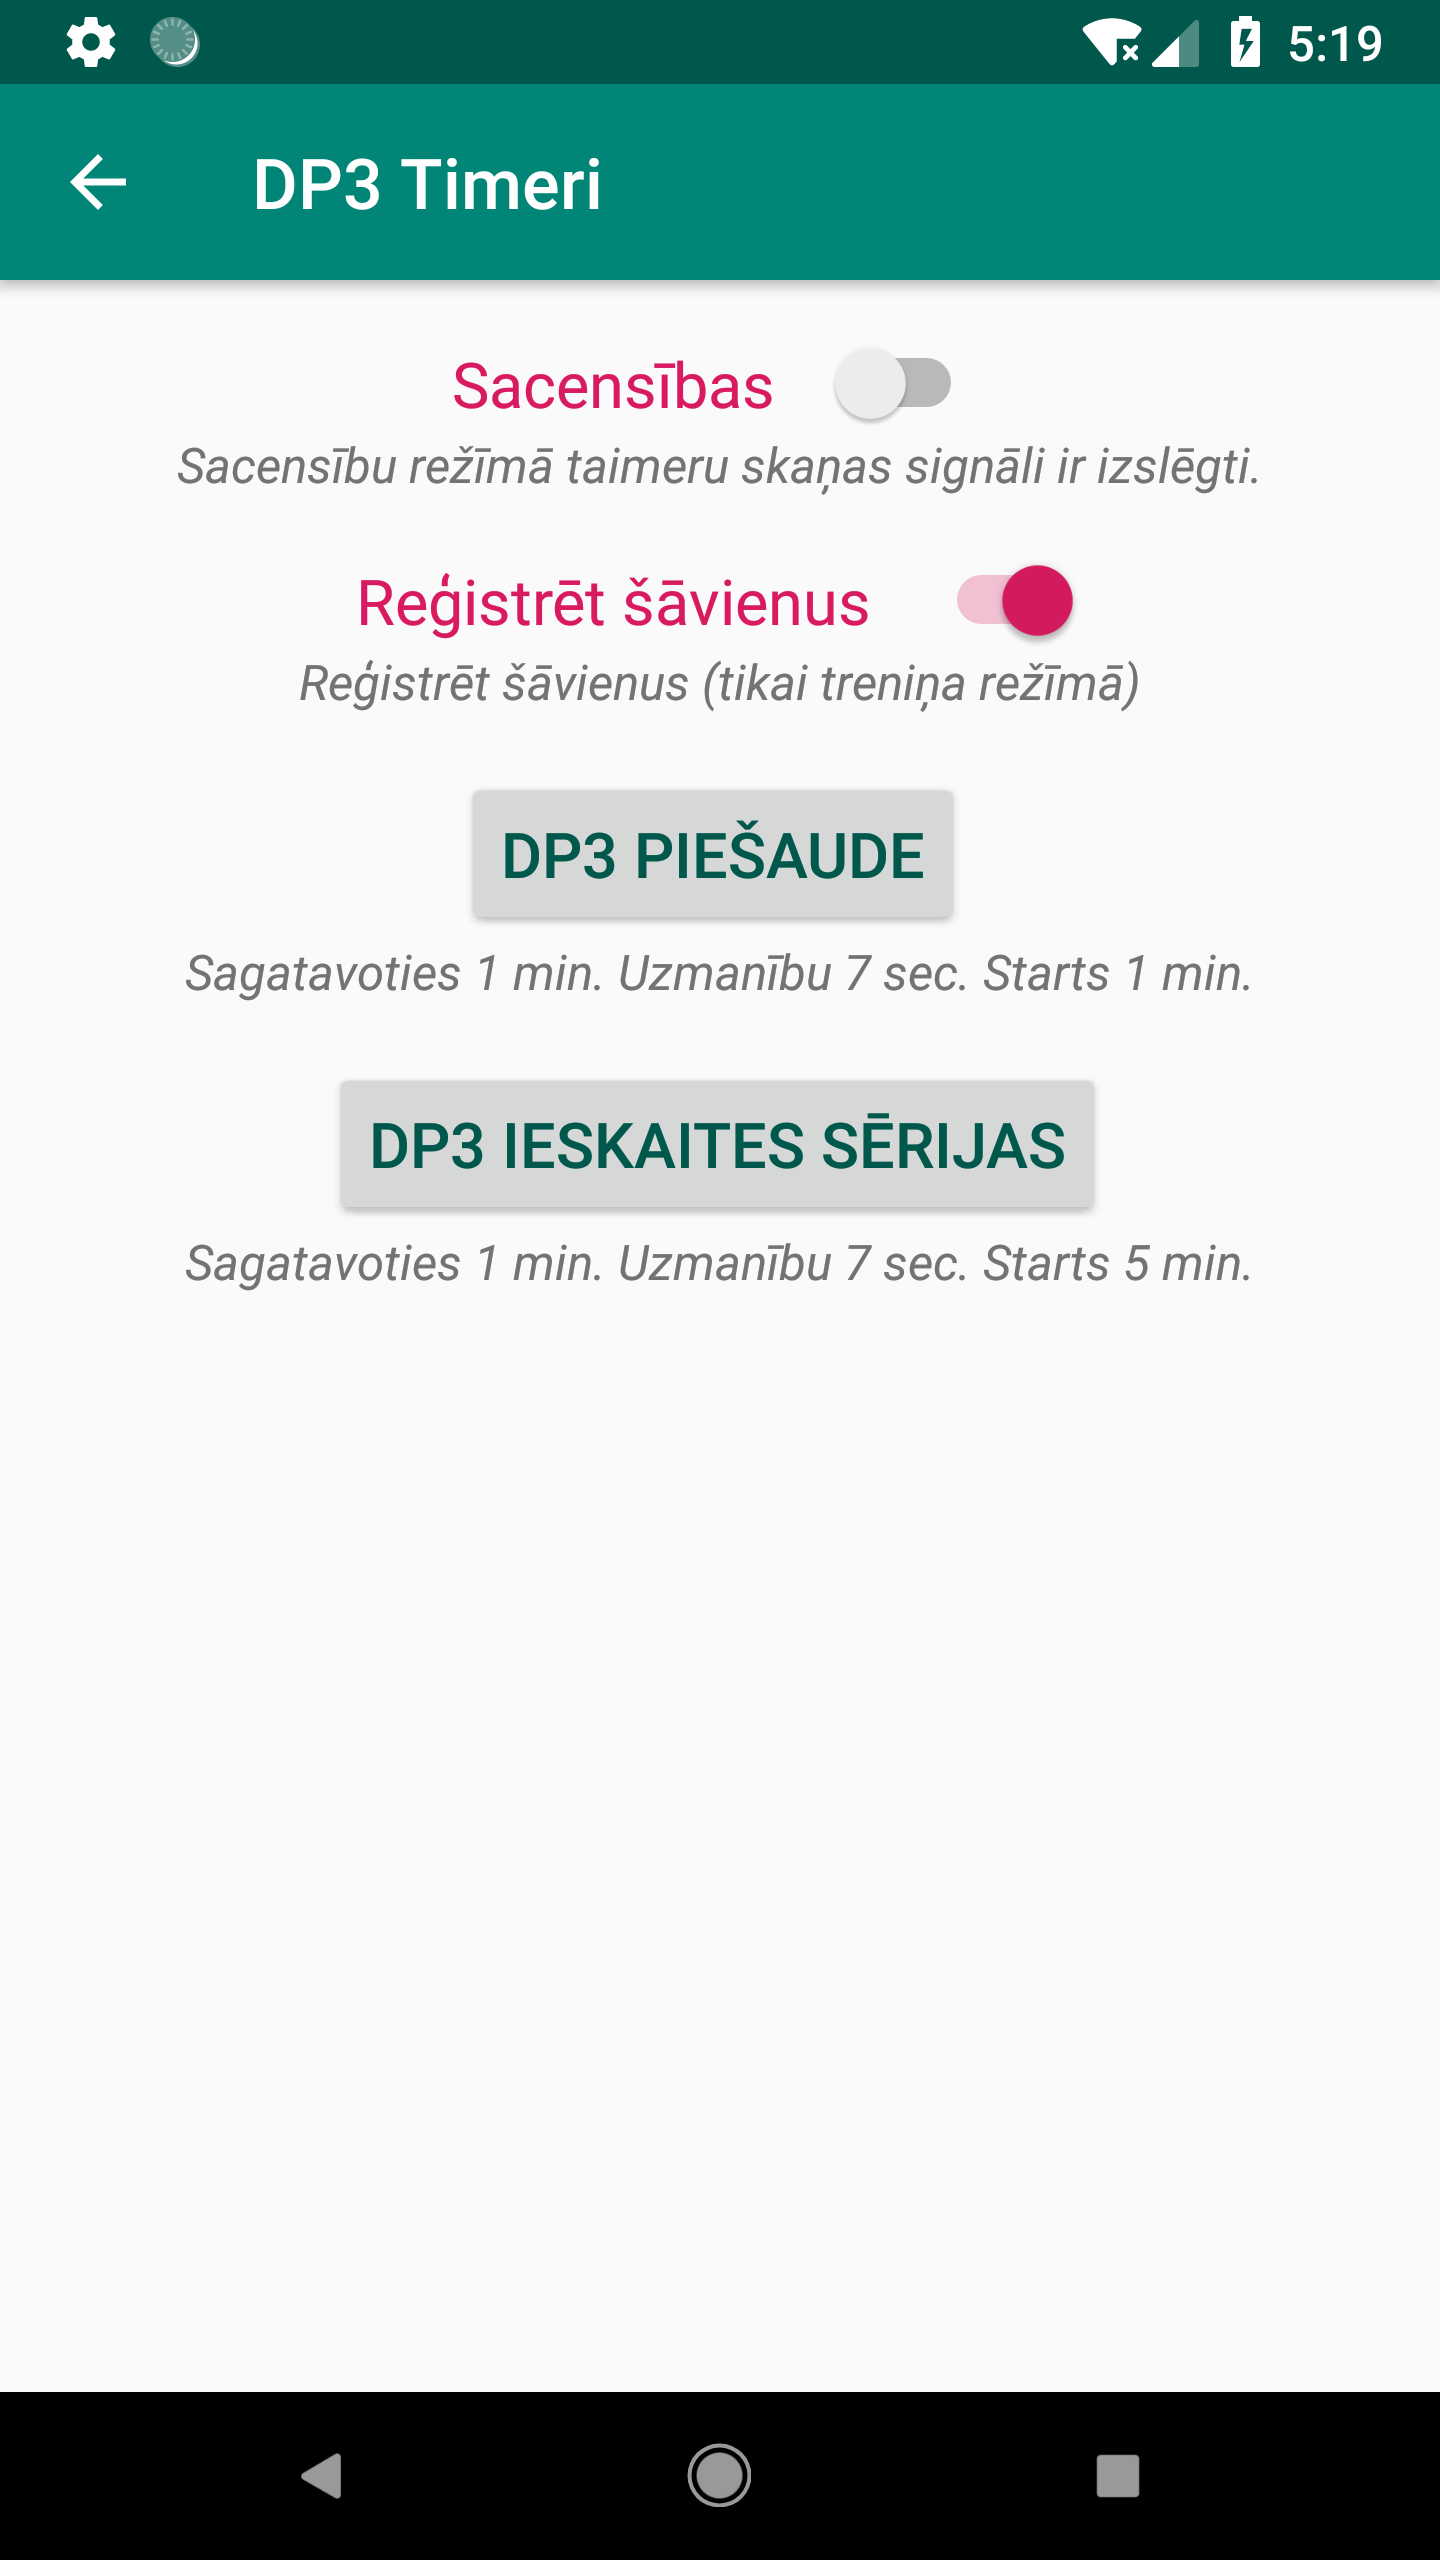 5:19
DP3 Timeri
Sacensības
Sacensību režīmā taimeru skaņas signāli ir izslēgti.
Reģistrēt šāvienus
Reģistrēt šāvienus (tikai treniņa režīmā)
DP3 PIEŠAUDE
Sagatavoties 1 min. Uzmanību 7 sec. Starts 1 min.
DP3 IESKAITES SĒRIJAS
Sagatavoties 1 min. Uzmanību 7 sec. Starts 5 min.